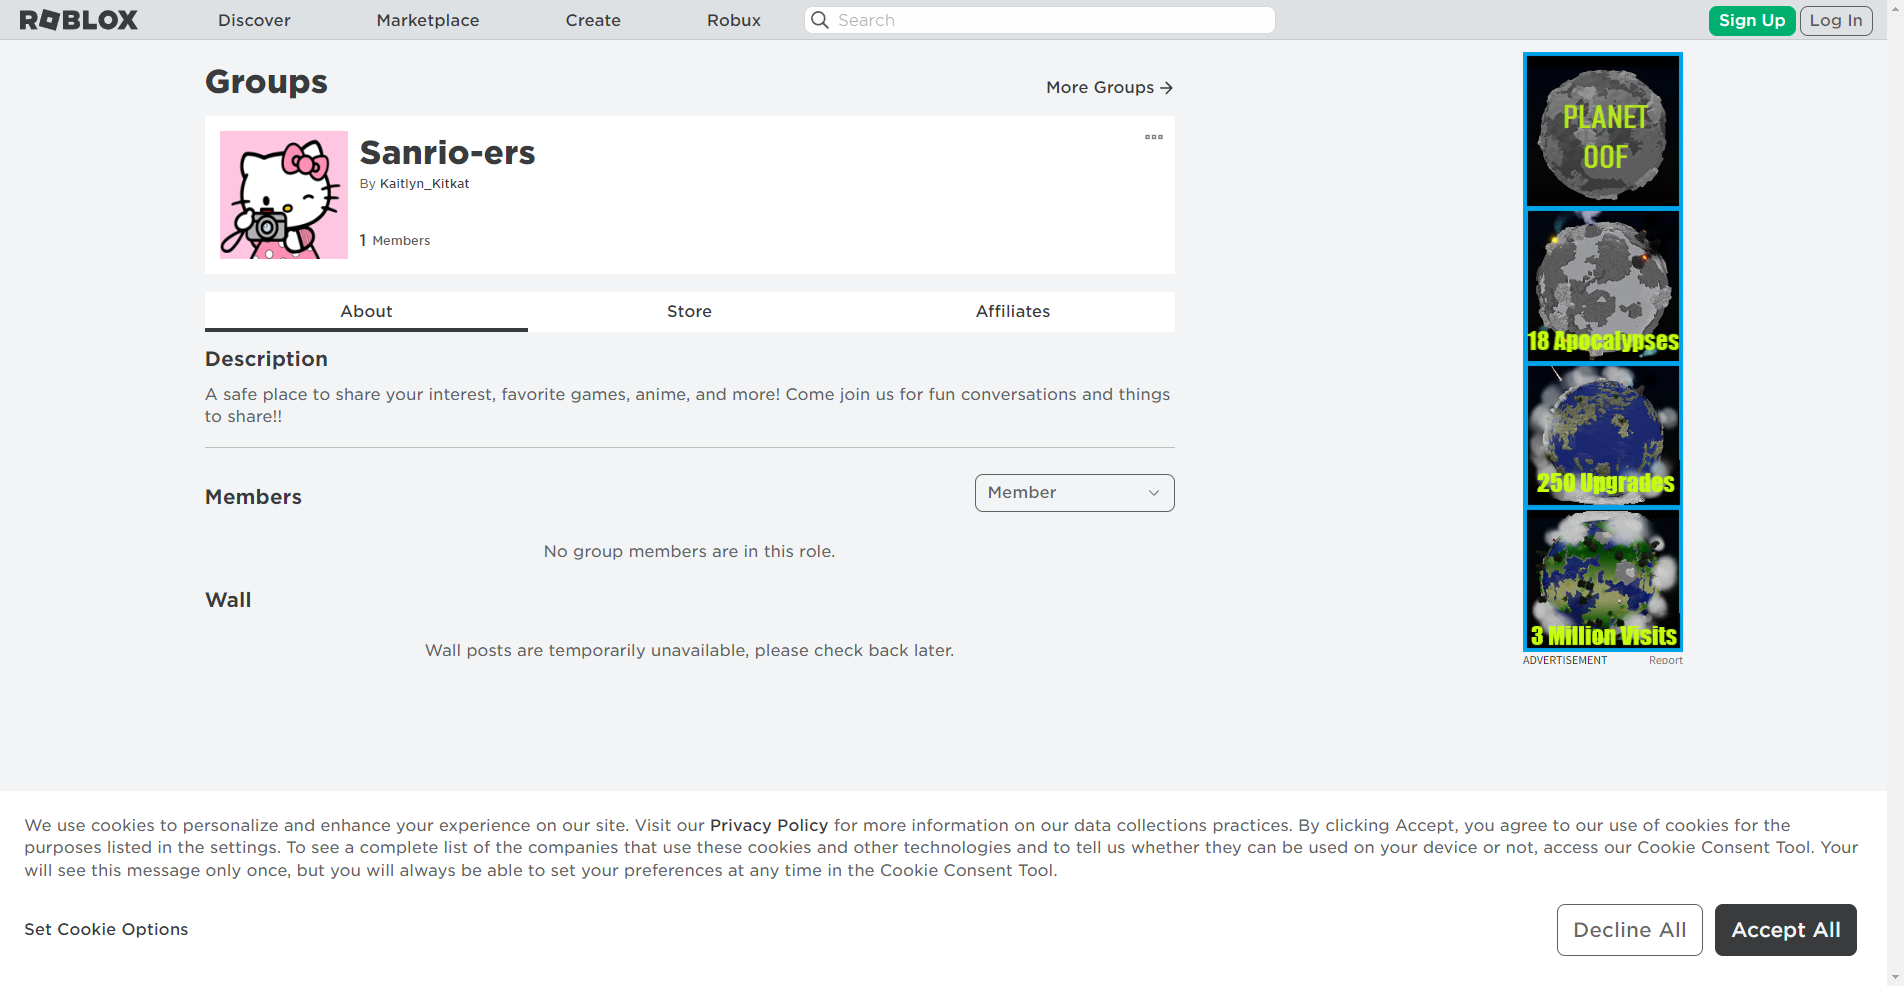 ROBLOX
Discover
Marketplace
Create
Robux
Search
Sign Up
Log In
Groups
More Groups
Sanrio-ers
By Kaitlyn_Kitkat
1 Members
About
Store
Affiliates
Description
A safe place to share your interest, favorite games, anime, and more! Come join us for fun conversations and things
to share!!
Members
Member
No group members are in this role.
Wall
Wall posts are temporarily unavailable, please check back later.
PLANET
OOF
18 Apocalypses
250 Upgrades
3 Million Visits
ADVERTISEMENT
Report
We use cookies to personalize and enhance your experience on our site. Visit our Privacy Policy for more information on our data collections practices. By clicking Accept, you agree to our use of cookies for the
purposes listed in the settings. To see a complete list of the companies that use these cookies and other technologies and to tell us whether they can be used on your device or not, access our Cookie Consent Tool. Your
will see this message only once, but you will always be able to set your preferences at any time in the Cookie Consent Tool.
Set Cookie Options
Decline All
Accept All